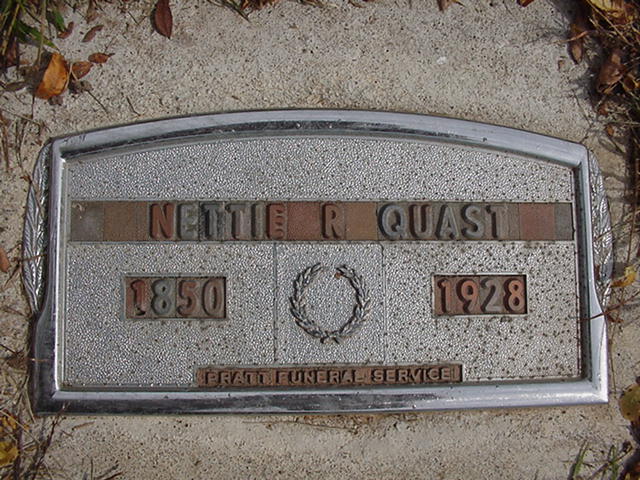 NETTIE R QUAST
1850 1928
PRATT FUNERAL SERVICE